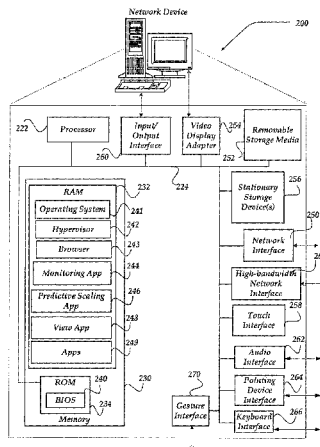 Network Device
200
222
Processor
Input/
Output
Interface
260
Video
Display
Adapter
254
Removable
Storage Media
252
224
RAM
232
Operating System
241
Hypervisor
242
Browser
243
Monitoring App
244
Predictive Scaling
App
246
View App
248
Apps
249
ROM
240
BIOS
234
Memory
230
Stationary
Storage
Device(s)
256
250
Network
Interface
High-bandwidth
Network
Interface
258
Touch
Interface
262
Audio
Interface
264
Pointing
Device
Interface
270
Gesture
Interface
Keyboard
Interface
266